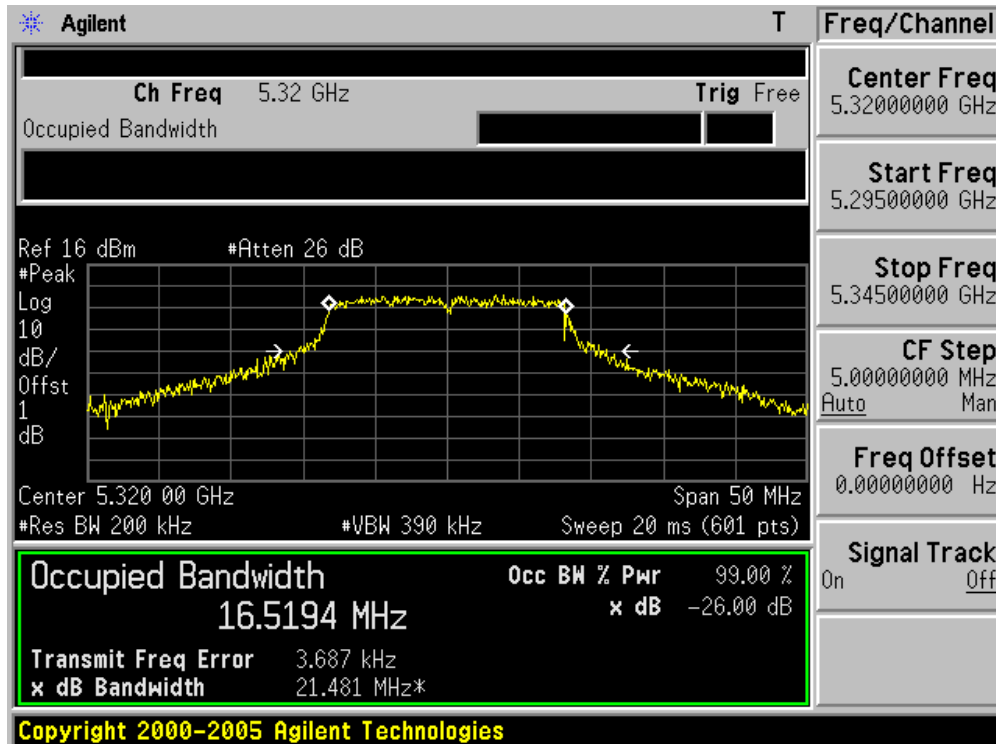 Agilent T
Freq/Channel
Ch Freq 5.32 GHz Trig Free
Occupied Bandwidth
Center Freq
5.32000000 GHz
Start Freq
5.29500000 GHz
Stop Freq
5.34500000 GHz
CF Step
5.00000000 MHz
Auto Man
Freq Offset
0.00000000 Hz
Signal Track
On Off
Ref 16 dBm #Atten 26 dB
#Peak
Log
10
dB/
Offst
1
dB
Center 5.320 00 GHz Span 50 MHz
#Res BW 200 kHz #VBW 390 kHz Sweep 20 ms (601 pts)
Occupied Bandwidth Occ BW % Pwr 99.00 %
16.5194 MHz x dB -26.00 dB
Transmit Freq Error 3.687 kHz
x dB Bandwidth 21.481 MHz*
Copyright 2000-2005 Agilent Technologies